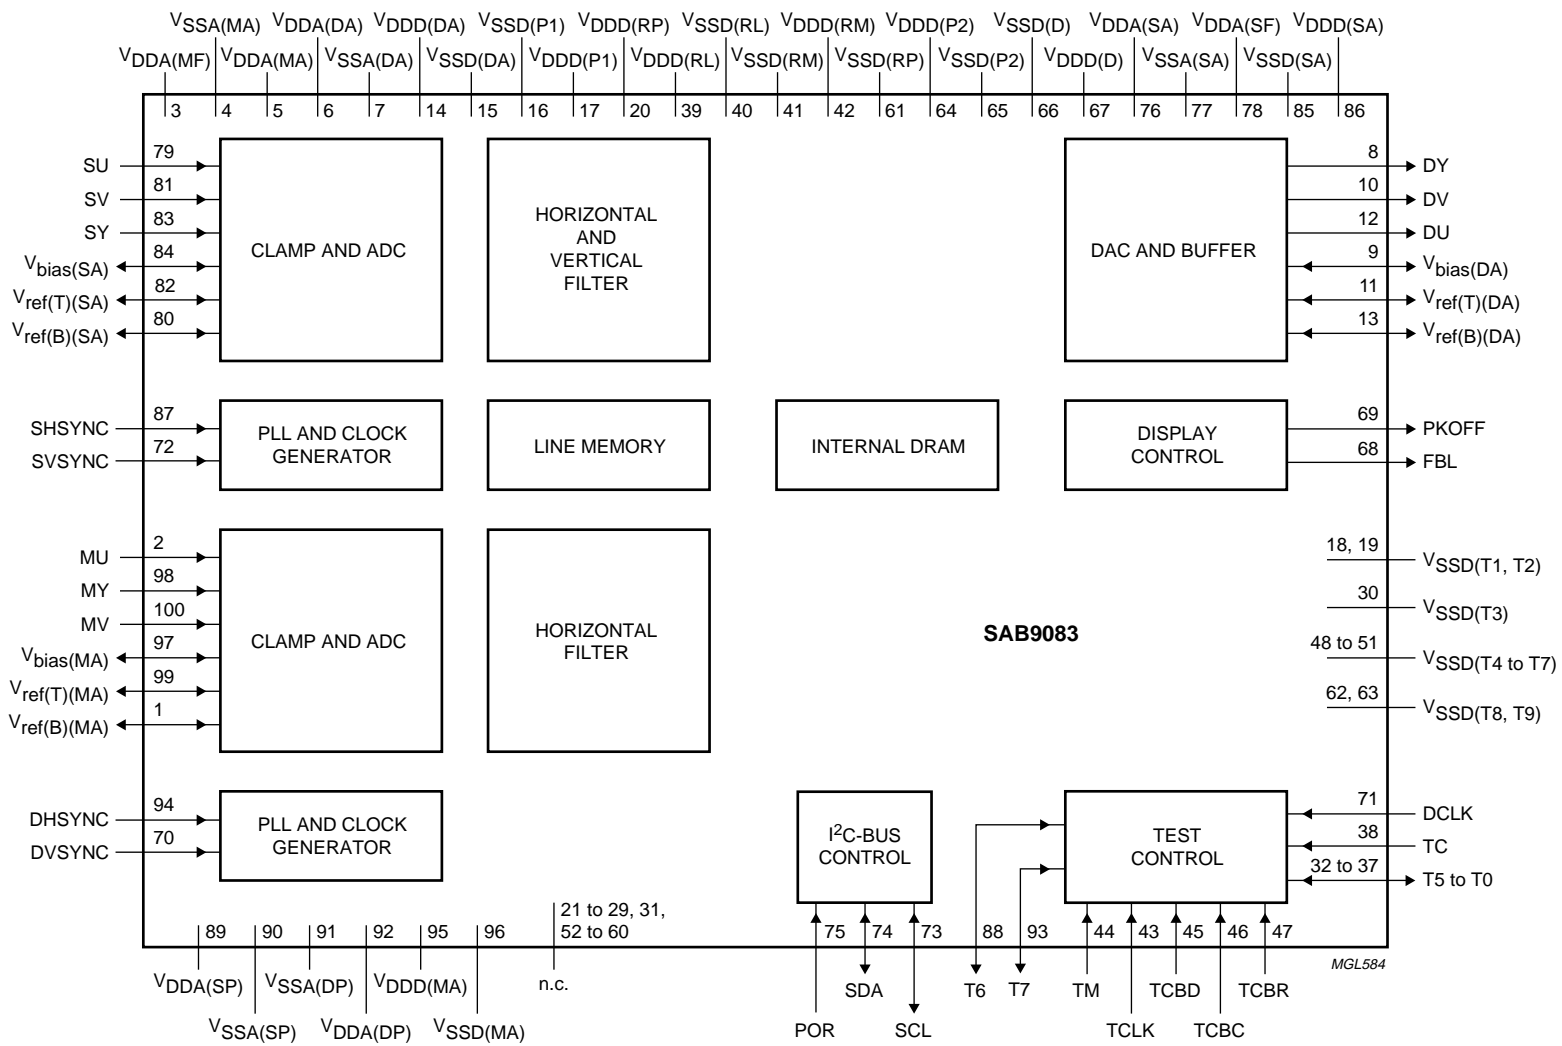 VSSA(MA) VDDA(DA) VDDD(DA) VSSD(P1) VDDD(RP) VSSD(RL) VDDD(RM) VDDD(P2) VSSD(D) VDDA(SA) VDDA(SF) VDDD(SA)
VDDA(MF) VDDA(MA) VSSA(DA) VSSD(DA) VDDD(P1) VDDD(RL) VSSD(RM) VSSD(RP) VSSD(P2) VDDD(D) VSSA(SA) VSSD(SA)
3 4 5 6 7 14 15 16 17 20 39 40 41 42 61 64 65 66 67 76 77 78 85 86
SU 79
SV 81
SY 83
Vbias(SA) 84
Vref(T)(SA) 82
Vref(B)(SA) 80
CLAMP AND ADC
HORIZONTAL
AND
VERTICAL
FILTER
DAC AND BUFFER
8 DY
10 DV
12 DU
9 Vbias(DA)
11 Vref(T)(DA)
13 Vref(B)(DA)
SHSYNC 87
SVSYNC 72
PLL AND CLOCK
GENERATOR
LINE MEMORY
INTERNAL DRAM
DISPLAY
CONTROL
69 PKOFF
68 FBL
MU 2
MY 98
MV 100
Vbias(MA) 97
Vref(T)(MA) 99
Vref(B)(MA) 1
CLAMP AND ADC
HORIZONTAL
FILTER
SAB9083
18, 19 VSSD(T1, T2)
30 VSSD(T3)
48 to 51 VSSD(T4 to T7)
62, 63 VSSD(T8, T9)
DHSYNC 94
DVSYNC 70
PLL AND CLOCK
GENERATOR
I2C-BUS
CONTROL
TEST
CONTROL
71 DCLK
38 TC
32 to 37 T5 to T0
21 to 29, 31,
52 to 60
89 90 91 92 95 96 75 74 73 88 93 44 43 45 46 47
MGL584
VDDA(SP) VSSA(DP) VDDD(MA) n.c. SDA T6 T7 TM TCBD TCBR
VSSA(SP) VDDA(DP) VSSD(MA) POR SCL TCLK TCBC